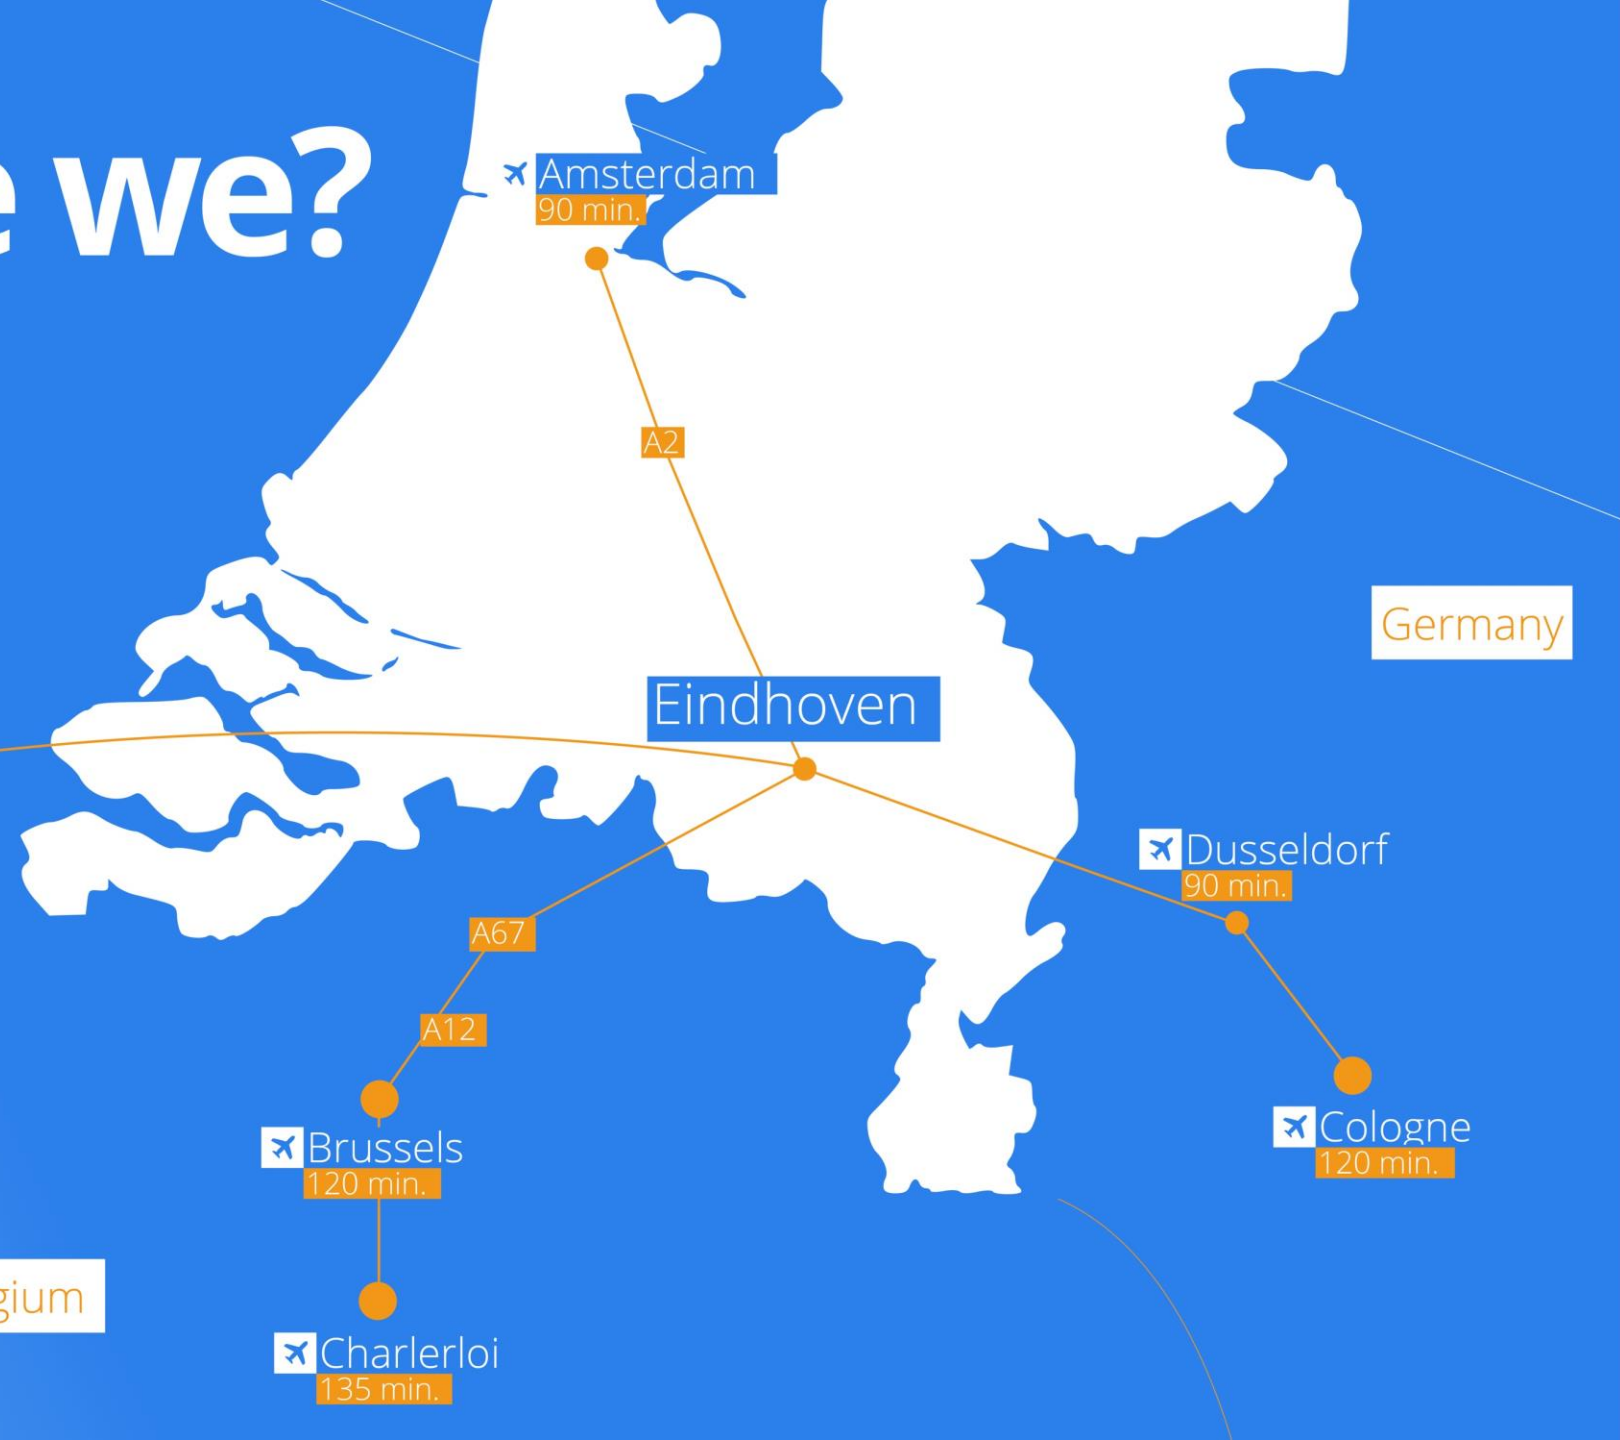 we?
Amsterdam
90 min.
A2
Germany
Eindhoven
Dusseldorf
90 min.
A67
A12
Brussels
120 min.
Cologne
120 min.
gium
Charlerloi
135 min.